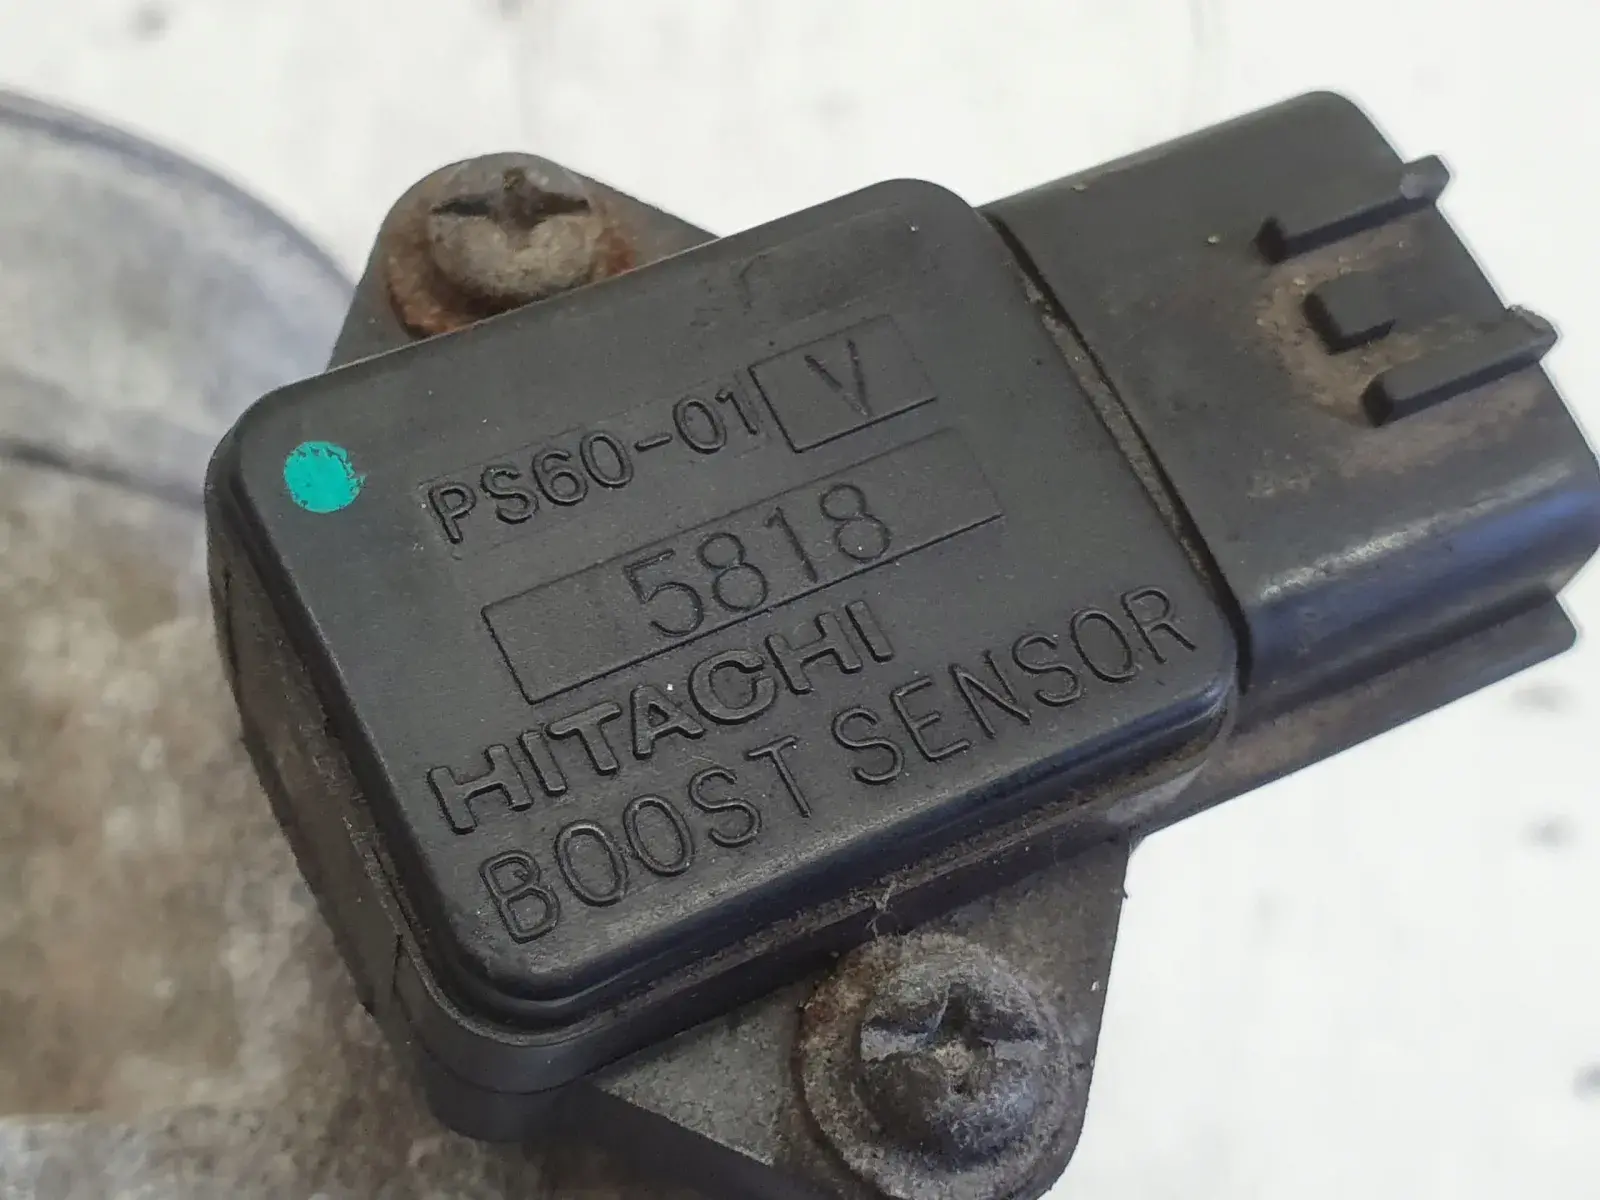 PS60-01 V
5818
HITACHI
BOOST SENSOR